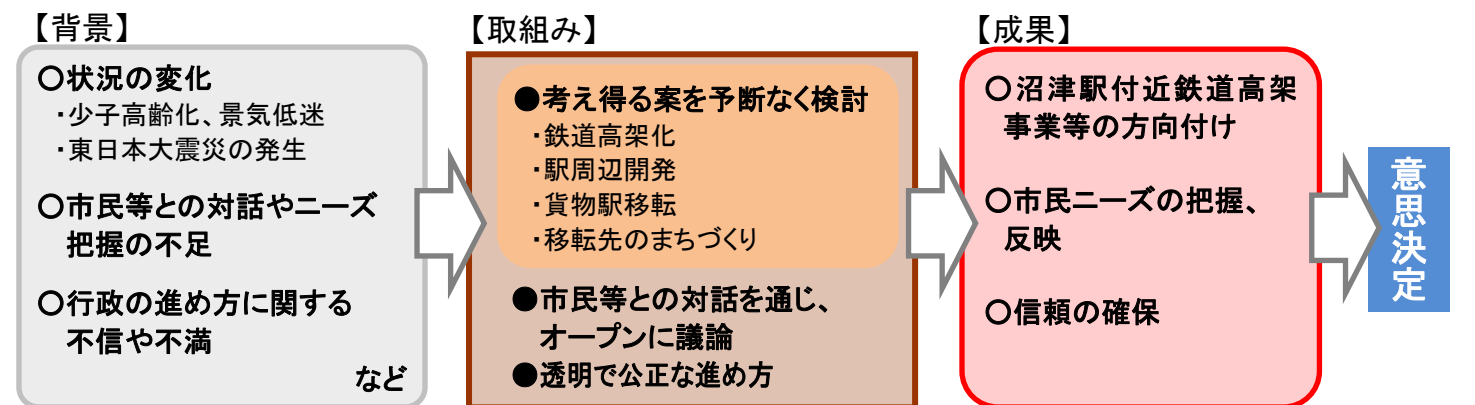 【背景】
〇状況の変化
・少子高齢化、景気低迷
・東日本大震災の発生
〇市民等との対話やニーズ
把握の不足
〇行政の進め方に関する
不信や不満
など
【取組み】
●考え得る案を予断なく検討
・鉄道高架化
・駅周辺開発
・貨物駅移転
・移転先のまちづくり
●市民等との対話を通じ、
オープンに議論
●透明で公正な進め方
【成果】
〇沼津駅付近鉄道高架
事業等の方向付け
〇市民ニーズの把握、
反映
〇信頼の確保
意思決定